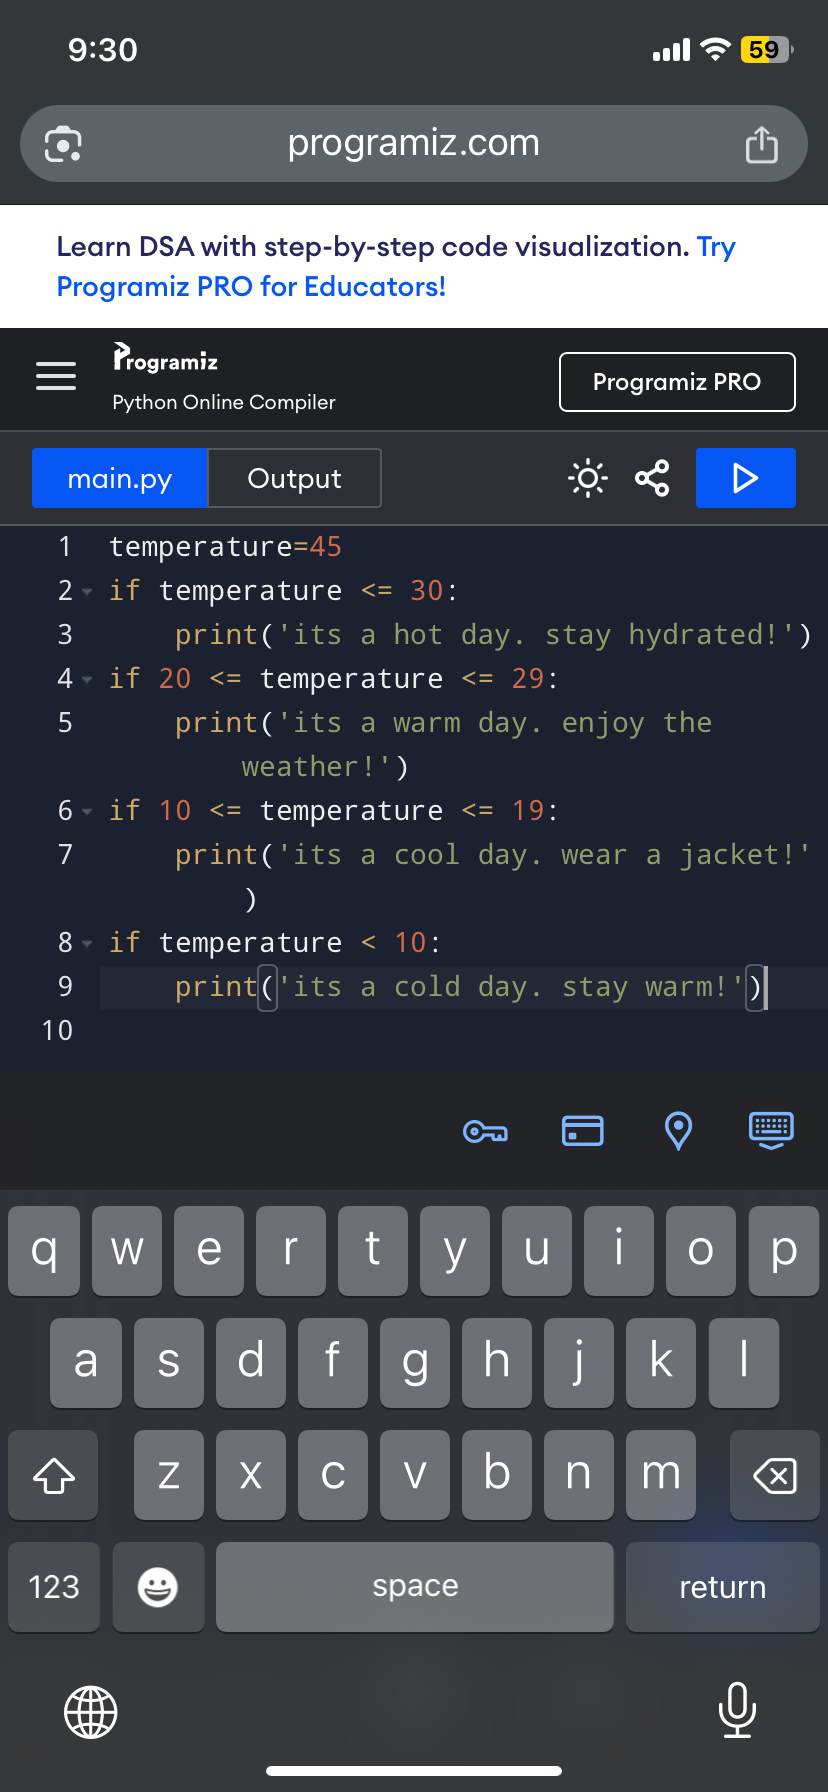 9:30
59
programiz.com
Learn DSA with step-by-step code visualization. Try
Programiz PRO for Educators!
Programiz
Python Online Compiler
Programiz PRO
main.py
Output
1 temperature=45
2 if temperature <= 30:
3     print('its a hot day. stay hydrated!')
4 if 20 <= temperature <= 29:
5     print('its a warm day. enjoy the
        weather!')
6 if 10 <= temperature <= 19:
7     print('its a cool day. wear a jacket!'
        )
8 if temperature < 10:
9     print('its a cold day. stay warm!')
10
q w e r t y u i o p
a s d f g h j k l
z x c v b n m
123 space return